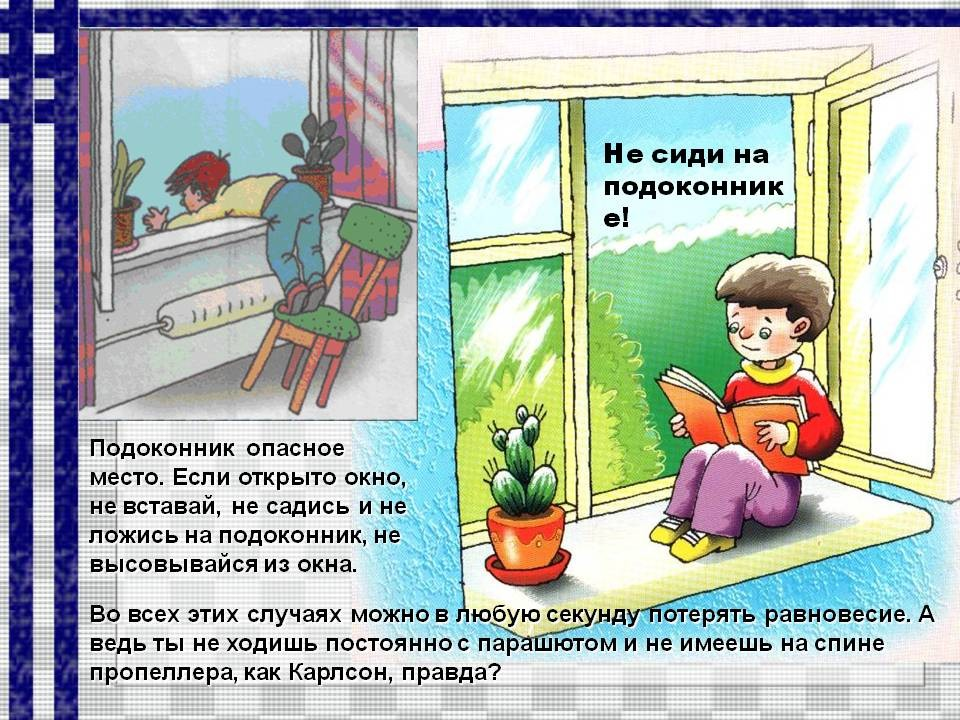 Не сиди на
подоконник
е!
Подоконник опасное
место. Если открыто окно,
не вставай, не садись и не
ложись на подоконник, не
высовывайся из окна.
Во всех этих случаях можно в любую секунду потерять равновесие. А
ведь ты не ходишь постоянно с парашютом и не имеешь на спине
пропеллера, как Карлсон, правда?